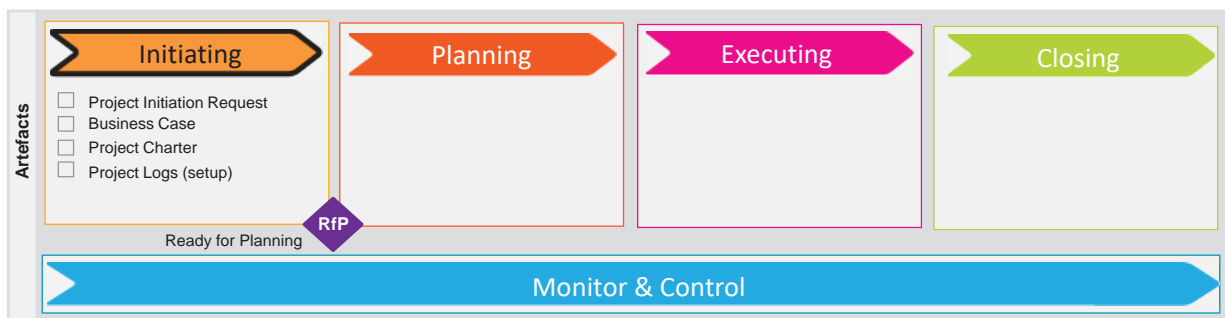 Artefacts
Initiating
Planning
Executing
Closing
Project Initiation Request
Business Case
Project Charter
Project Logs (setup)
RfP
Ready for Planning
Monitor & Control